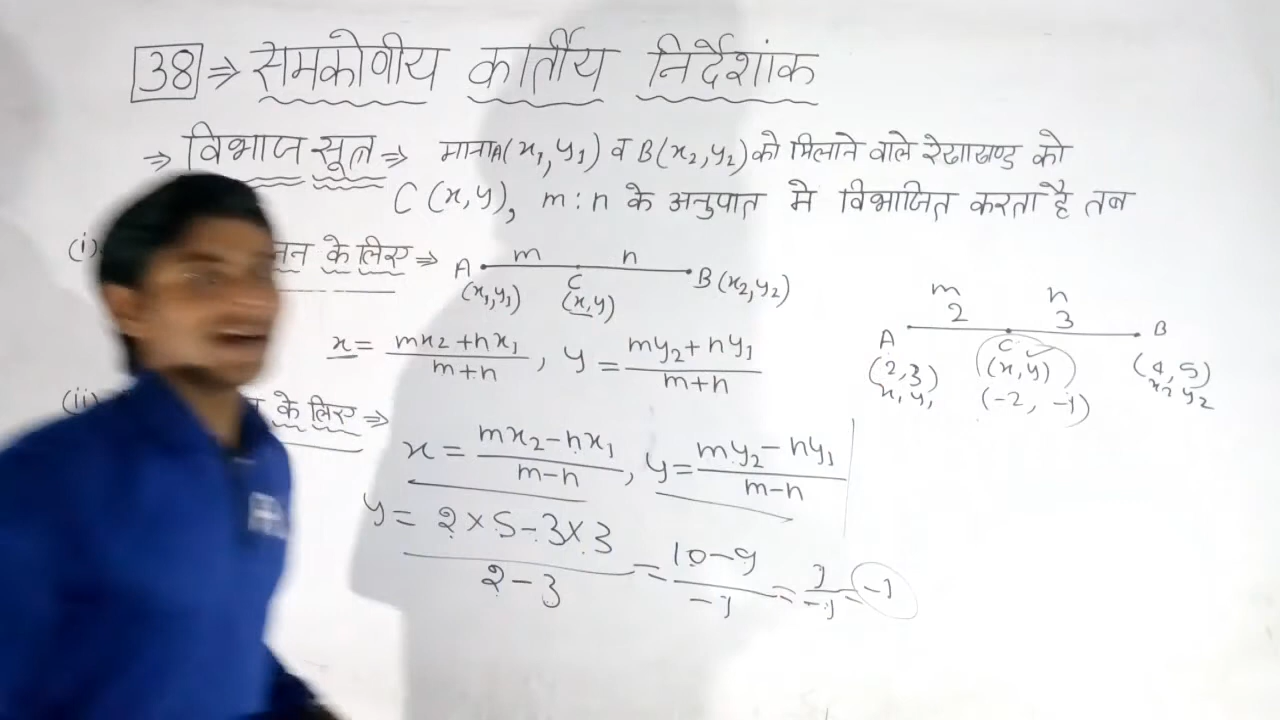 38 ⇒ समकोणीय कार्तीय निर्देशांक
⇒ विभाज सूत्र ⇒ माना A(x₁, y₁) व B(x₂, y₂) को मिलाने वाले रेखाखण्ड को
C (x, y), m : n के अनुपात मे विभाजित करता है तब
(i) के लिए ⇒ A m C n B (x₂, y₂)
(x₁, y₁) (x, y)
x = (mx₂ + nx₁)/(m + n), y = (my₂ + ny₁)/(m + n)
m n
2 3
A C B
(2, 3) (x, y) (4, 5)
x₁ y₁ (-2, -1) x₂ y₂
(ii) के लिए ⇒
x = (mx₂ - nx₁)/(m - n), y = (my₂ - ny₁)/(m - n)
y = (2 × 5 - 3 × 3)/(2 - 3) = (10 - 9)/(-1) = 1/(-1) = -1